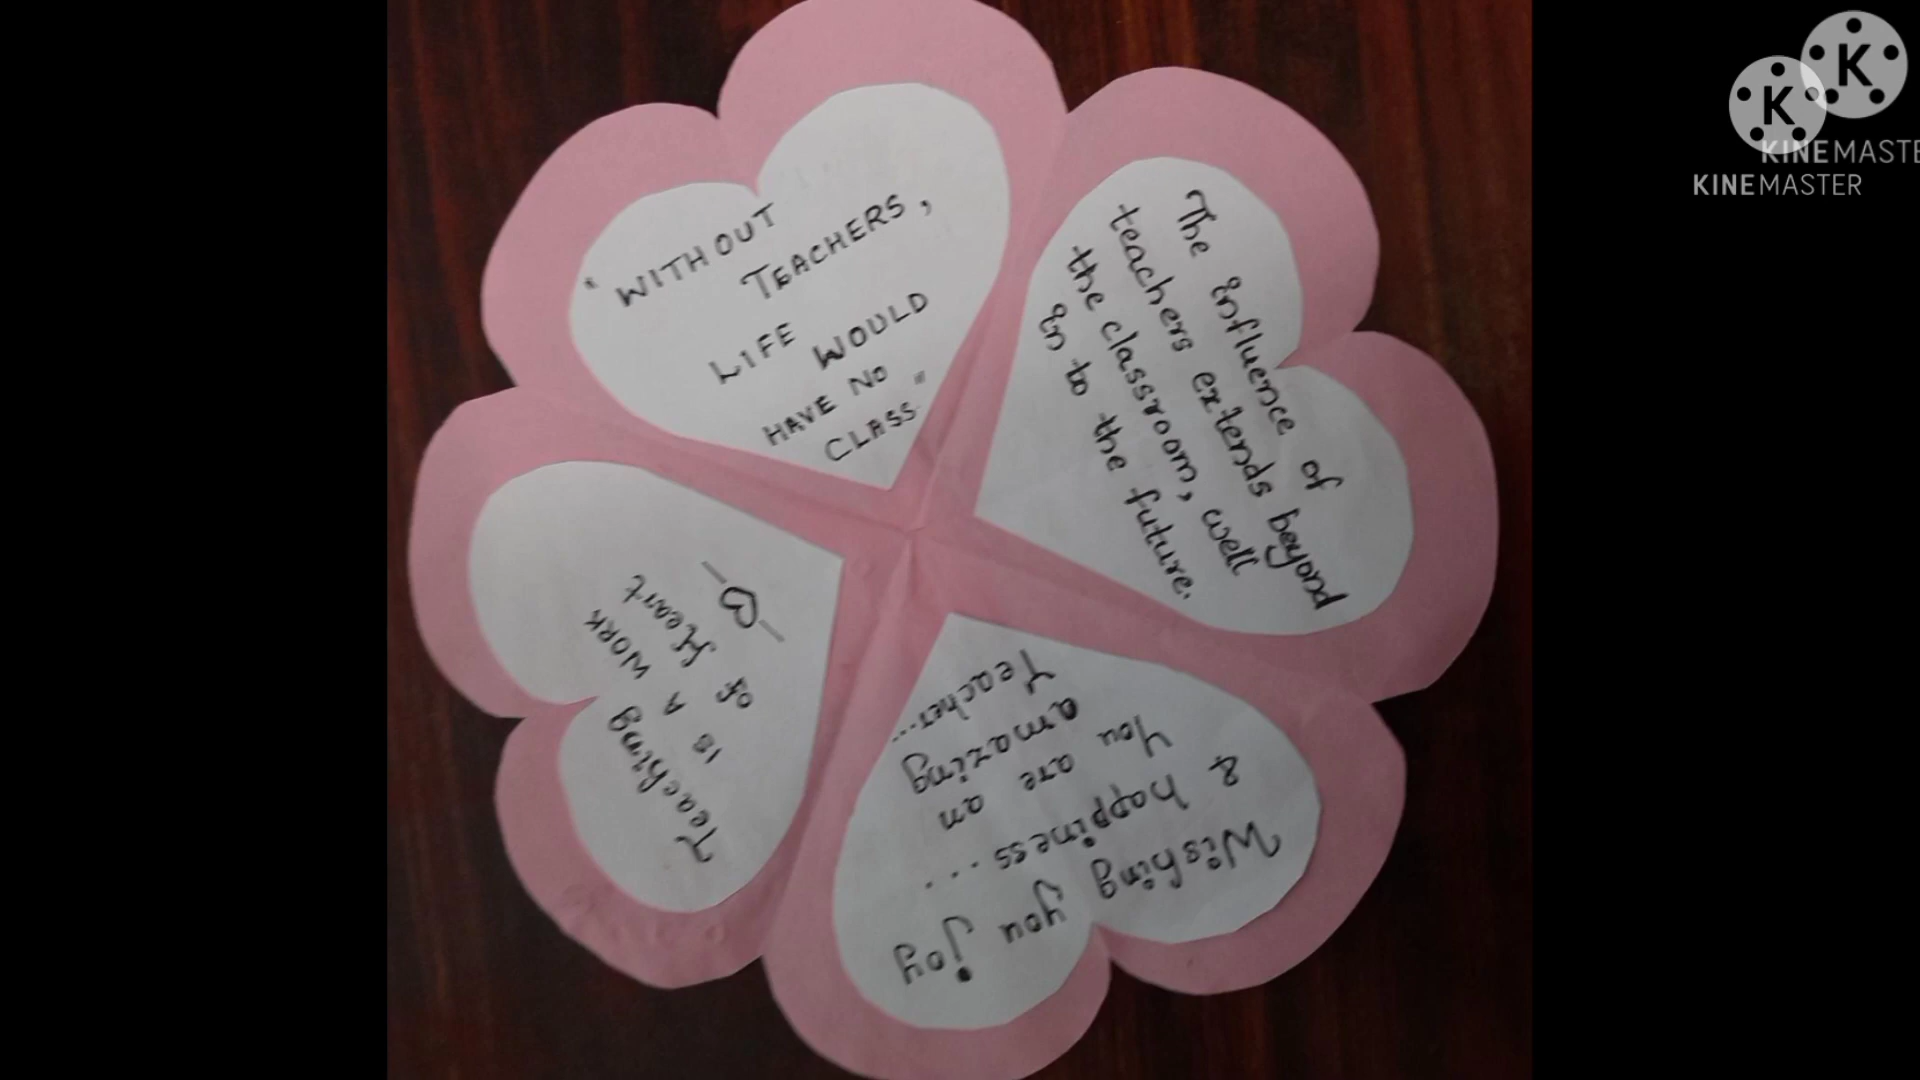 "WITHOUT
TEACHERS,
LIFE
WOULD
HAVE NO
CLASS"
The influence of
teachers extends beyond
the classroom, well
in to the future.
Wishing you joy
& happiness....
You are an
amazing
Teacher...
Teaching
IS A WORK
OF Heart
KINEMASTE
KINEMASTER
K
K